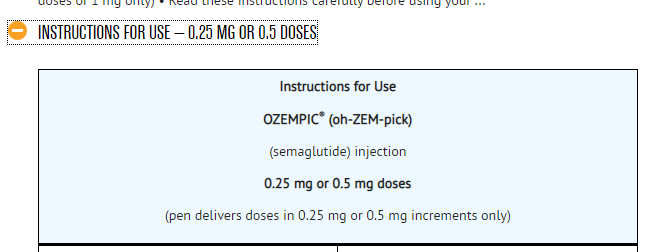 doses of 1 mg only) • Read these instructions carefully before using your ...
INSTRUCTIONS FOR USE – 0.25 MG OR 0.5 DOSES
Instructions for Use
OZEMPIC® (oh-ZEM-pick)
(semaglutide) injection
0.25 mg or 0.5 mg doses
(pen delivers doses in 0.25 mg or 0.5 mg increments only)